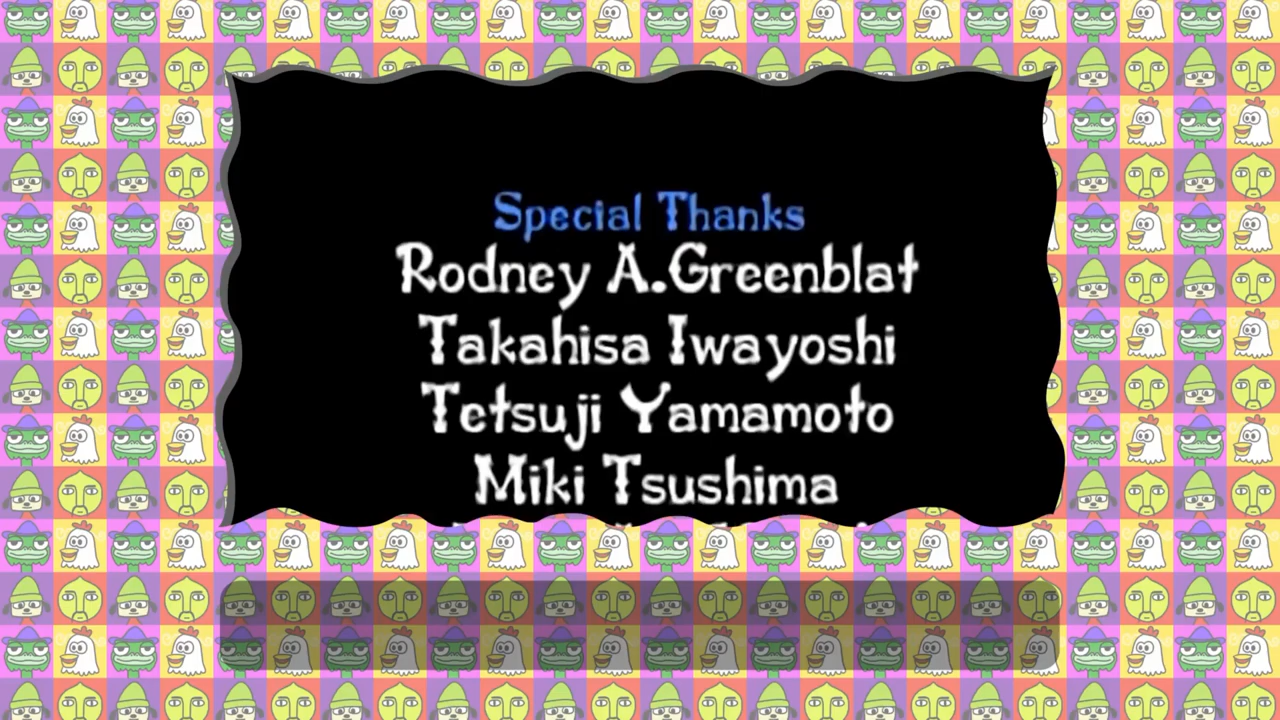 Special Thanks
Rodney A.Greenblat
Takahisa Iwayoshi
Tetsuji Yamamoto
Miki Tsushima